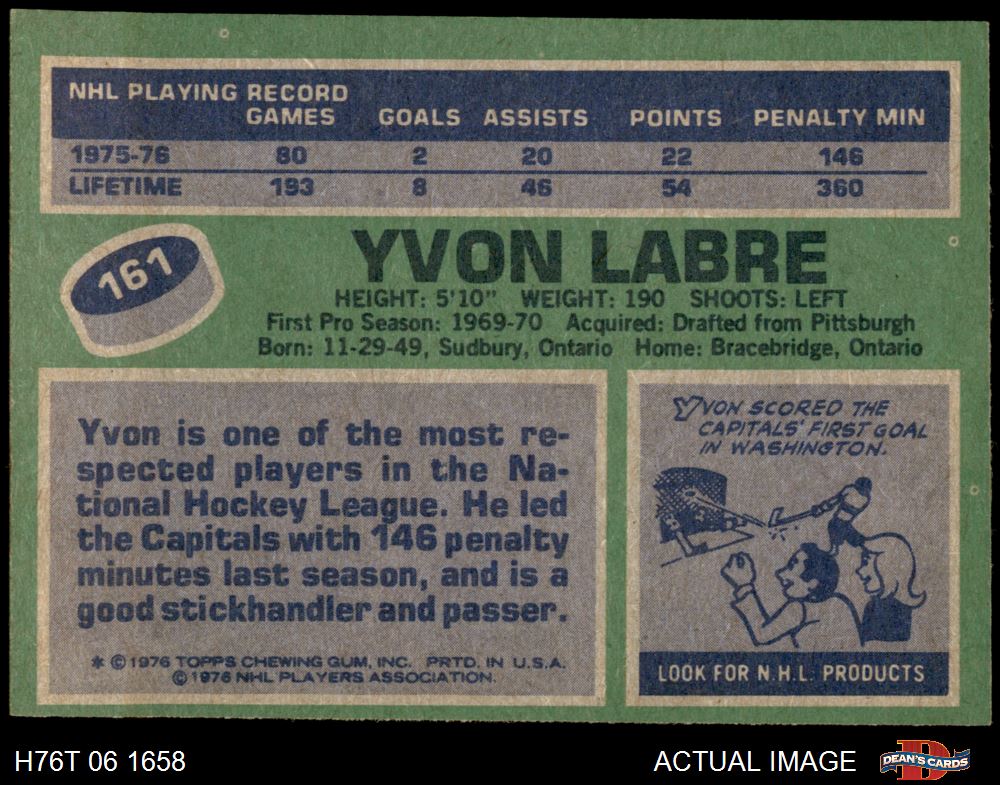 NHL PLAYING RECORD
GAMES GOALS ASSISTS POINTS PENALTY MIN
1975-76 80 2 20 22 146
LIFETIME 193 8 46 54 360
161
YVON LABRE
HEIGHT: 5'10" WEIGHT: 190 SHOOTS: LEFT
First Pro Season: 1969-70 Acquired: Drafted from Pittsburgh
Born: 11-29-49, Sudbury, Ontario Home: Bracebridge, Ontario
Yvon is one of the most re-
spected players in the Na-
tional Hockey League. He led
the Capitals with 146 penalty
minutes last season, and is a
good stickhandler and passer.
* © 1976 TOPPS CHEWING GUM, INC. PRTD. IN U.S.A.
© 1976 NHL PLAYERS ASSOCIATION.
YVON SCORED THE
CAPITALS' FIRST GOAL
IN WASHINGTON.
LOOK FOR N.H.L. PRODUCTS
H76T 06 1658
ACTUAL IMAGE
D
DEAN'S CARDS